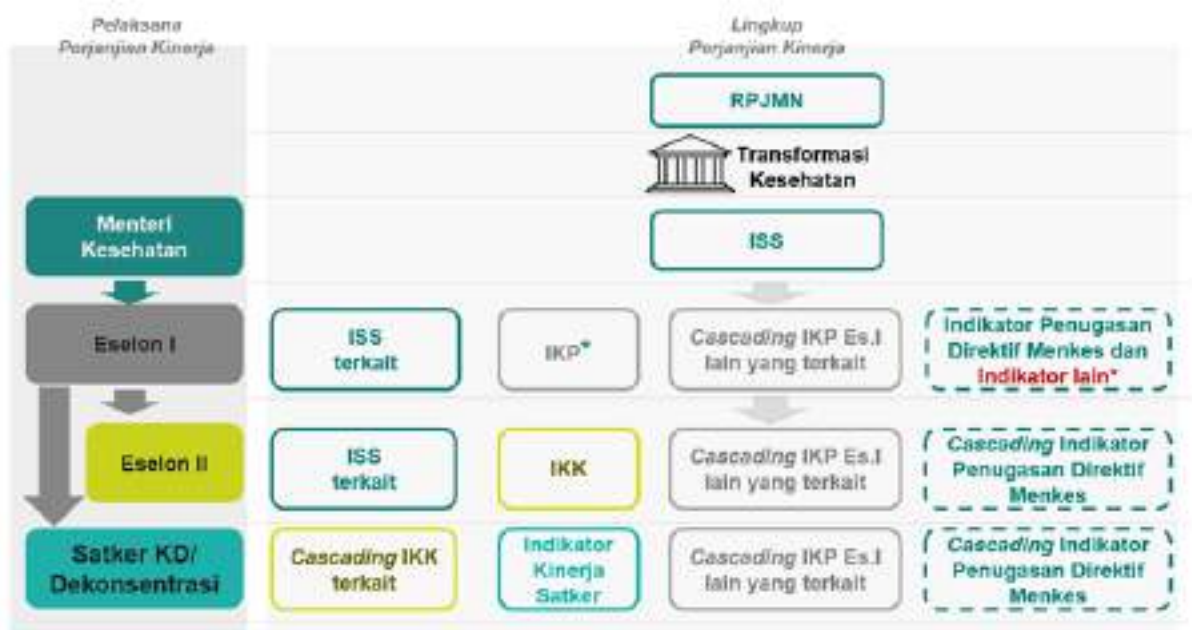 Pelaksana
Perjanjian Kinerja
Lingkup
Perjanjian Kinerja
RPJMN
Transformasi
Kesehatan
Menteri
Kesehatan
ISS
Eselon I
ISS
terkait
IKP*
Cascading IKP Es.I
lain yang terkait
Indikator Penugasan
Direktif Menkes dan
Indikator lain*
Eselon II
ISS
terkait
IKK
Cascading IKP Es.I
lain yang terkait
Cascading Indikator
Penugasan Direktif
Menkes
Satker KD/
Dekonsentrasi
Cascading IKK
terkait
Indikator
Kinerja
Satker
Cascading IKP Es.I
lain yang terkait
Cascading Indikator
Penugasan Direktif
Menkes